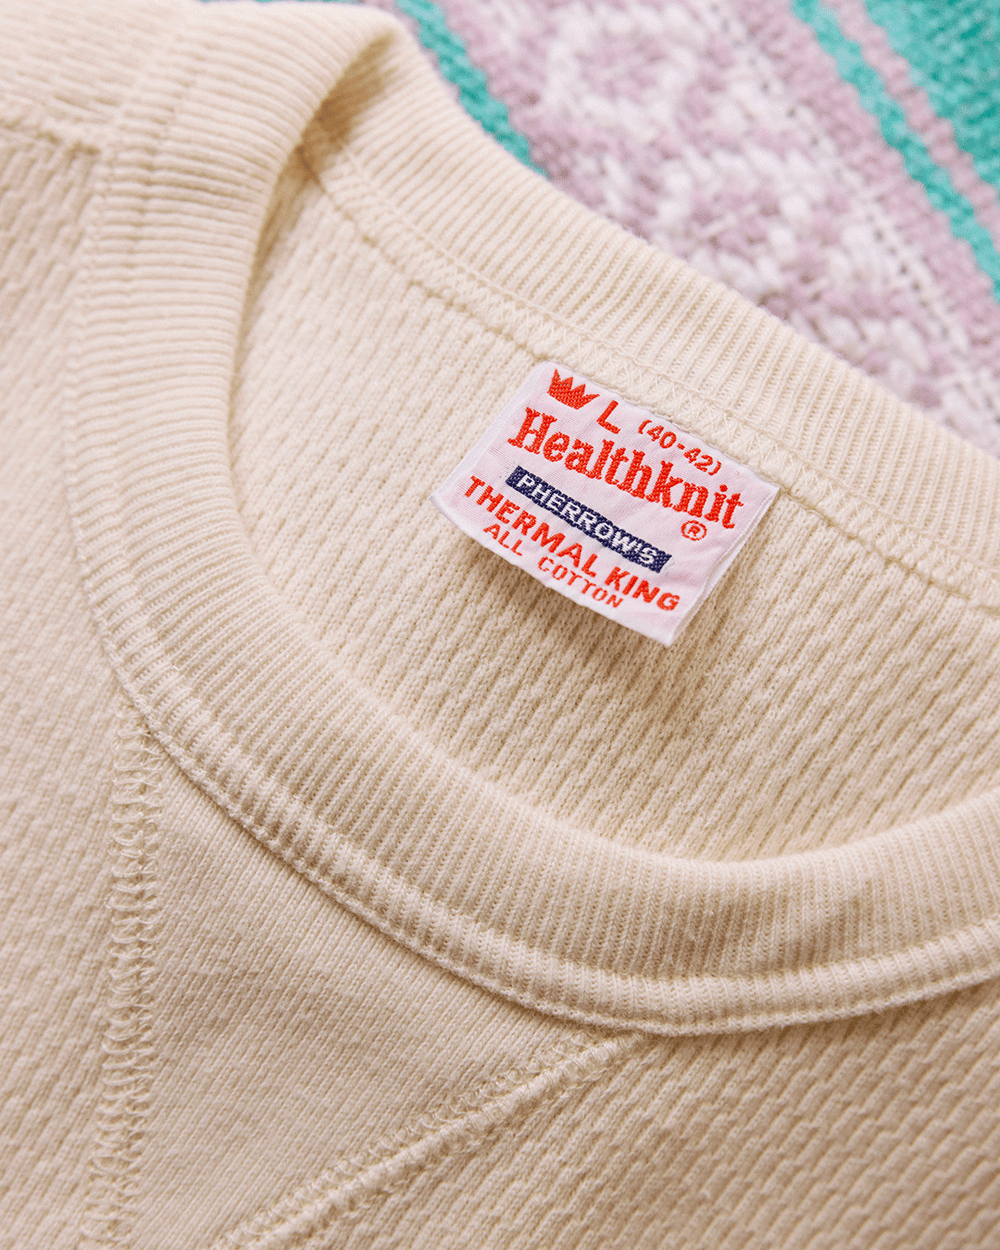 L (40-42)
Healthknit
®
PHERROW'S
THERMAL KING
ALL COTTON